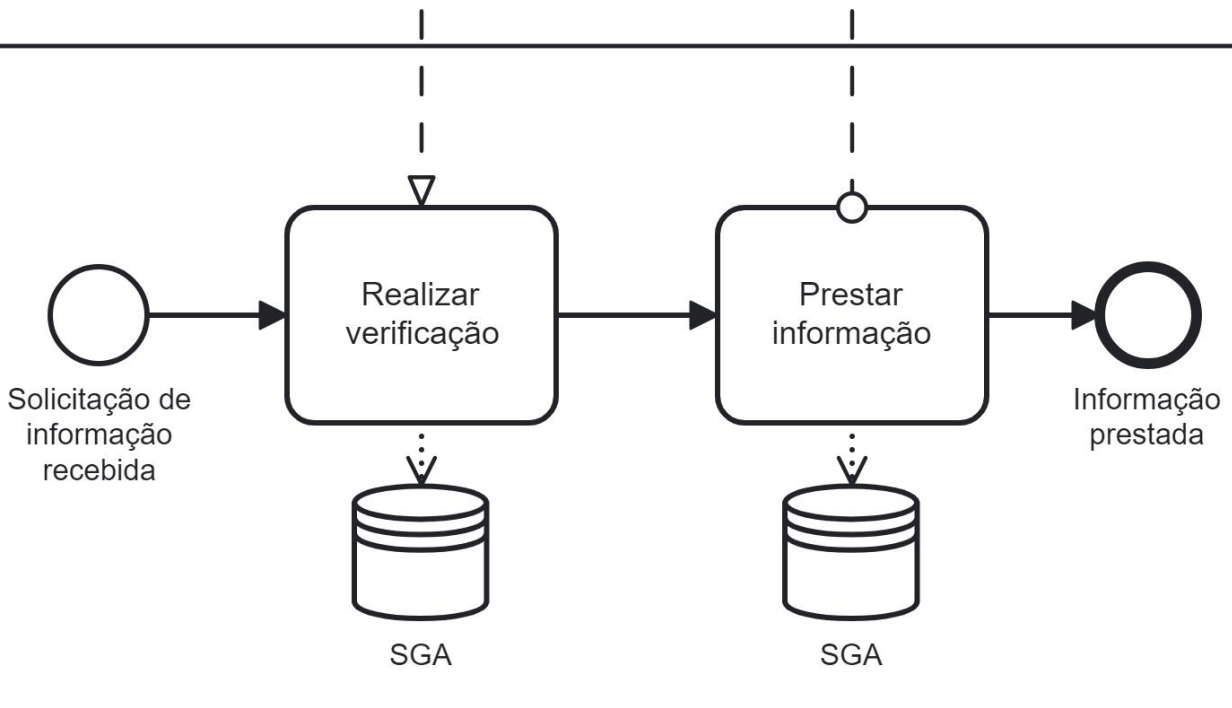 Realizar
verificação
Prestar
informação
Solicitação de
informação
recebida
Informação
prestada
SGA
SGA